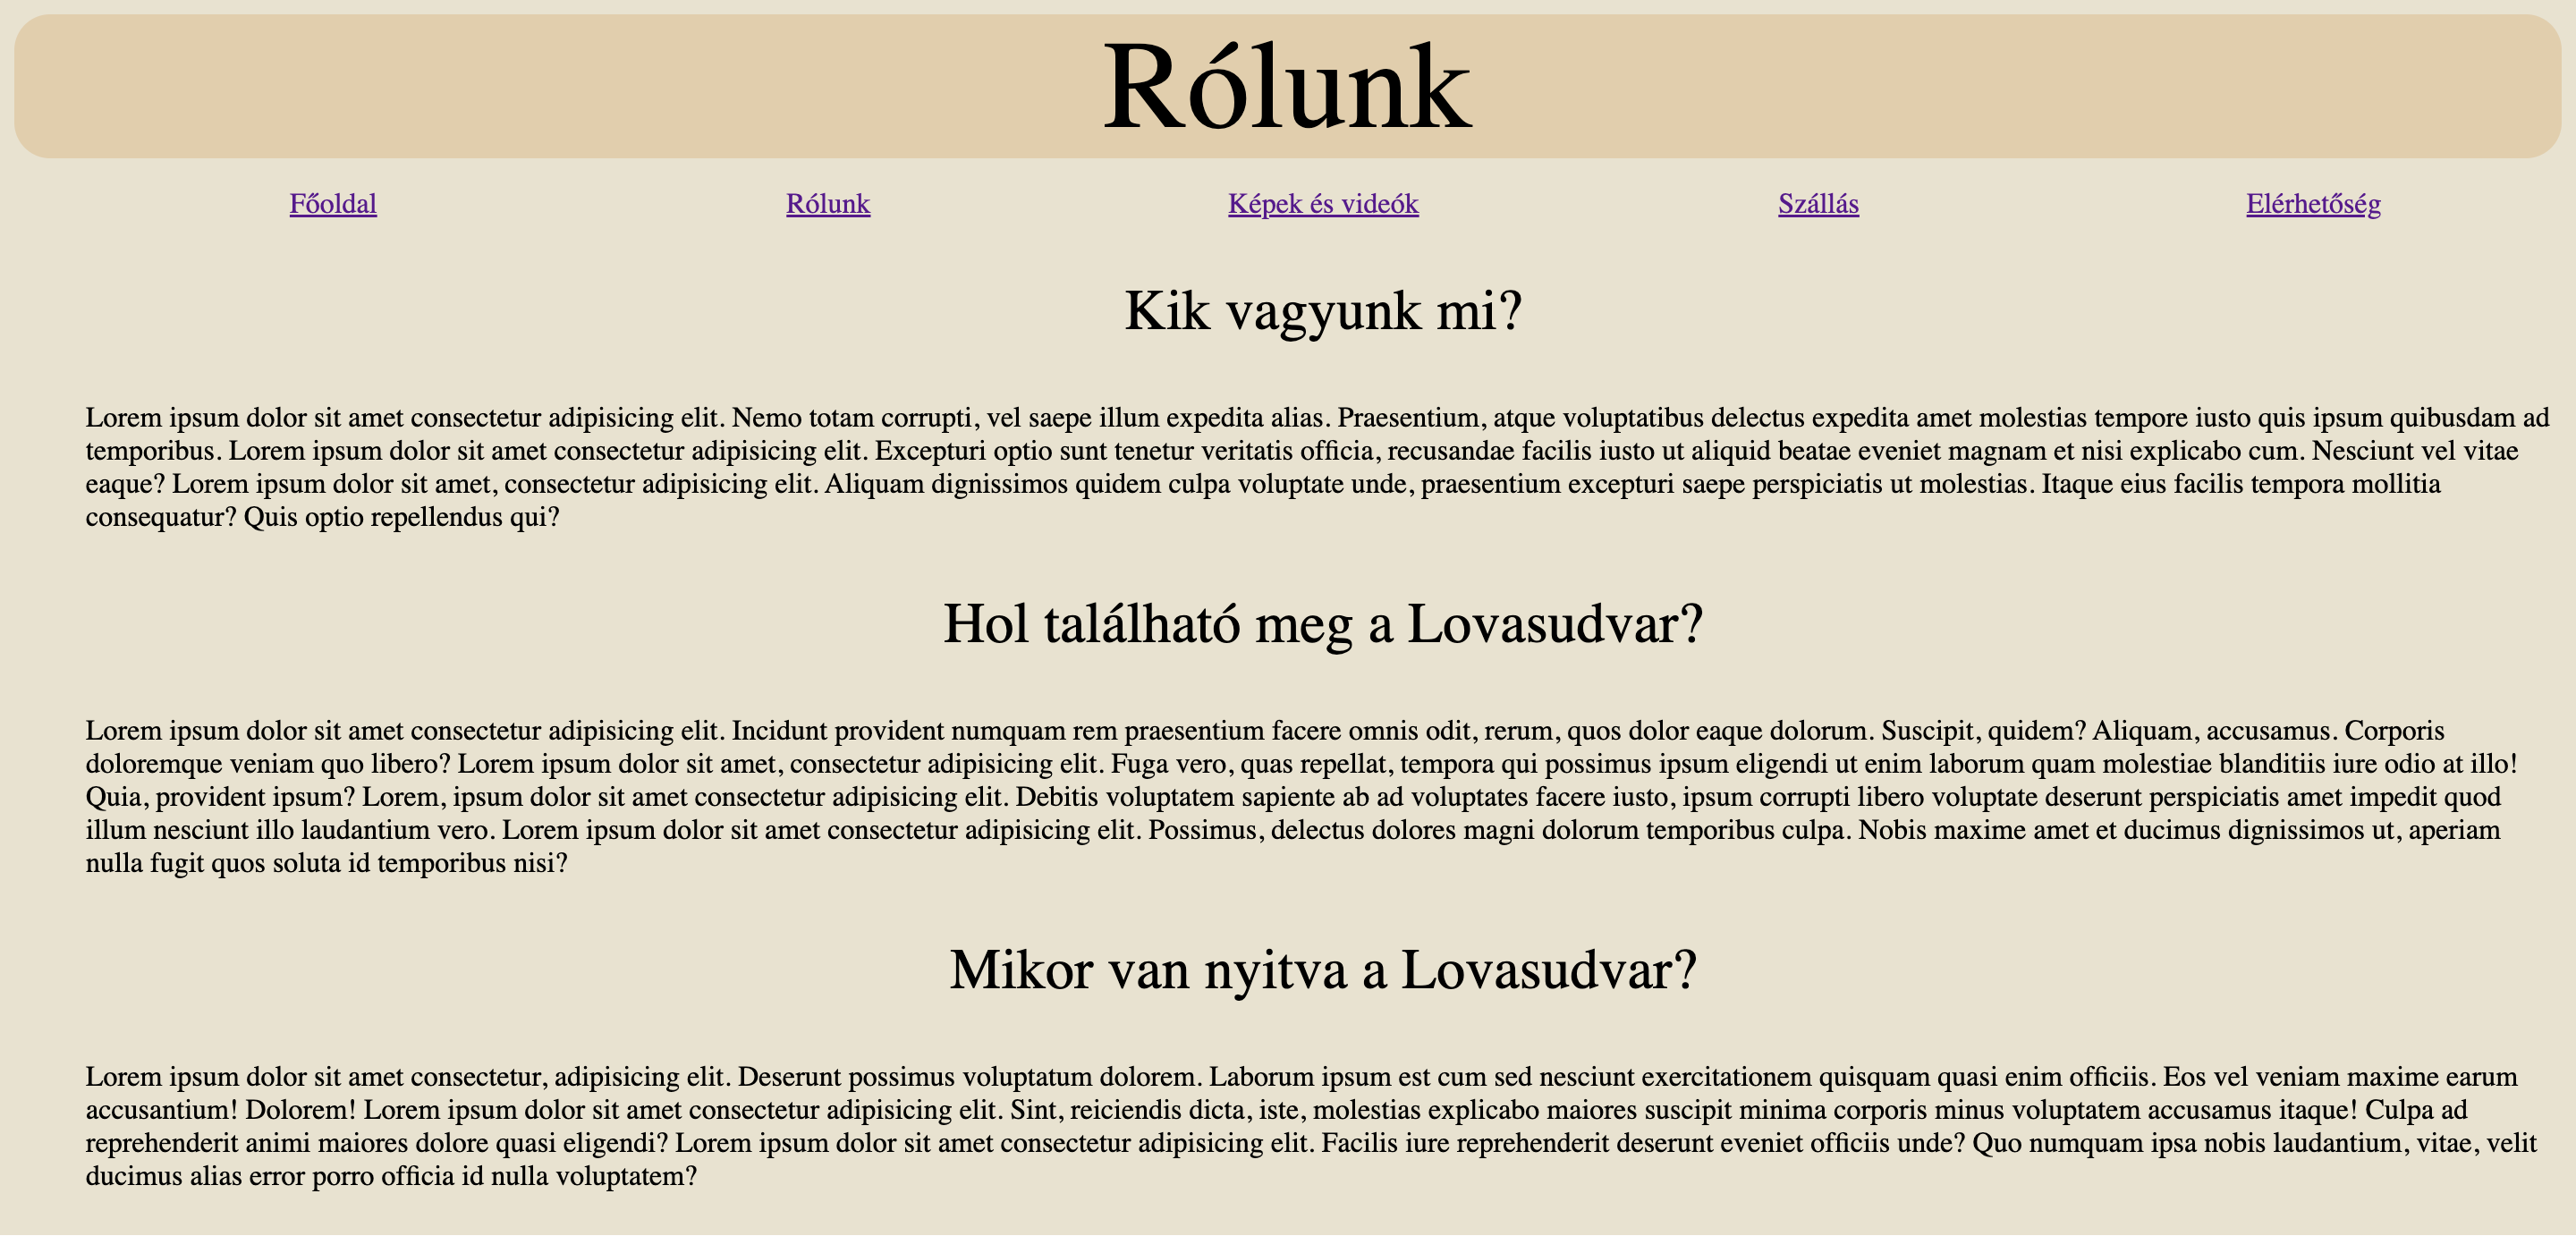 Rólunk
Főoldal Rólunk Képek és videók Szállás Elérhetőség
Kik vagyunk mi?
Lorem ipsum dolor sit amet consectetur adipisicing elit. Nemo totam corrupti, vel saepe illum expedita alias. Praesentium, atque voluptatibus delectus expedita amet molestias tempore iusto quis ipsum quibusdam ad
temporibus. Lorem ipsum dolor sit amet consectetur adipisicing elit. Excepturi optio sunt tenetur veritatis officia, recusandae facilis iusto ut aliquid beatae eveniet magnam et nisi explicabo cum. Nesciunt vel vitae
eaque? Lorem ipsum dolor sit amet, consectetur adipisicing elit. Aliquam dignissimos quidem culpa voluptate unde, praesentium excepturi saepe perspiciatis ut molestias. Itaque eius facilis tempora mollitia
consequatur? Quis optio repellendus qui?
Hol található meg a Lovasudvar?
Lorem ipsum dolor sit amet consectetur adipisicing elit. Incidunt provident numquam rem praesentium facere omnis odit, rerum, quos dolor eaque dolorum. Suscipit, quidem? Aliquam, accusamus. Corporis
doloremque veniam quo libero? Lorem ipsum dolor sit amet, consectetur adipisicing elit. Fuga vero, quas repellat, tempora qui possimus ipsum eligendi ut enim laborum quam molestiae blanditiis iure odio at illo!
Quia, provident ipsum? Lorem, ipsum dolor sit amet consectetur adipisicing elit. Debitis voluptatem sapiente ab ad voluptates facere iusto, ipsum corrupti libero voluptate deserunt perspiciatis amet impedit quod
illum nesciunt illo laudantium vero. Lorem ipsum dolor sit amet consectetur adipisicing elit. Possimus, delectus dolores magni dolorum temporibus culpa. Nobis maxime amet et ducimus dignissimos ut, aperiam
nulla fugit quos soluta id temporibus nisi?
Mikor van nyitva a Lovasudvar?
Lorem ipsum dolor sit amet consectetur, adipisicing elit. Deserunt possimus voluptatum dolorem. Laborum ipsum est cum sed nesciunt exercitationem quisquam quasi enim officiis. Eos vel veniam maxime earum
accusantium! Dolorem! Lorem ipsum dolor sit amet consectetur adipisicing elit. Sint, reiciendis dicta, iste, molestias explicabo maiores suscipit minima corporis minus voluptatem accusamus itaque! Culpa ad
reprehenderit animi maiores dolore quasi eligendi? Lorem ipsum dolor sit amet consectetur adipisicing elit. Facilis iure reprehenderit deserunt eveniet officiis unde? Quo numquam ipsa nobis laudantium, vitae, velit
ducimus alias error porro officia id nulla voluptatem?